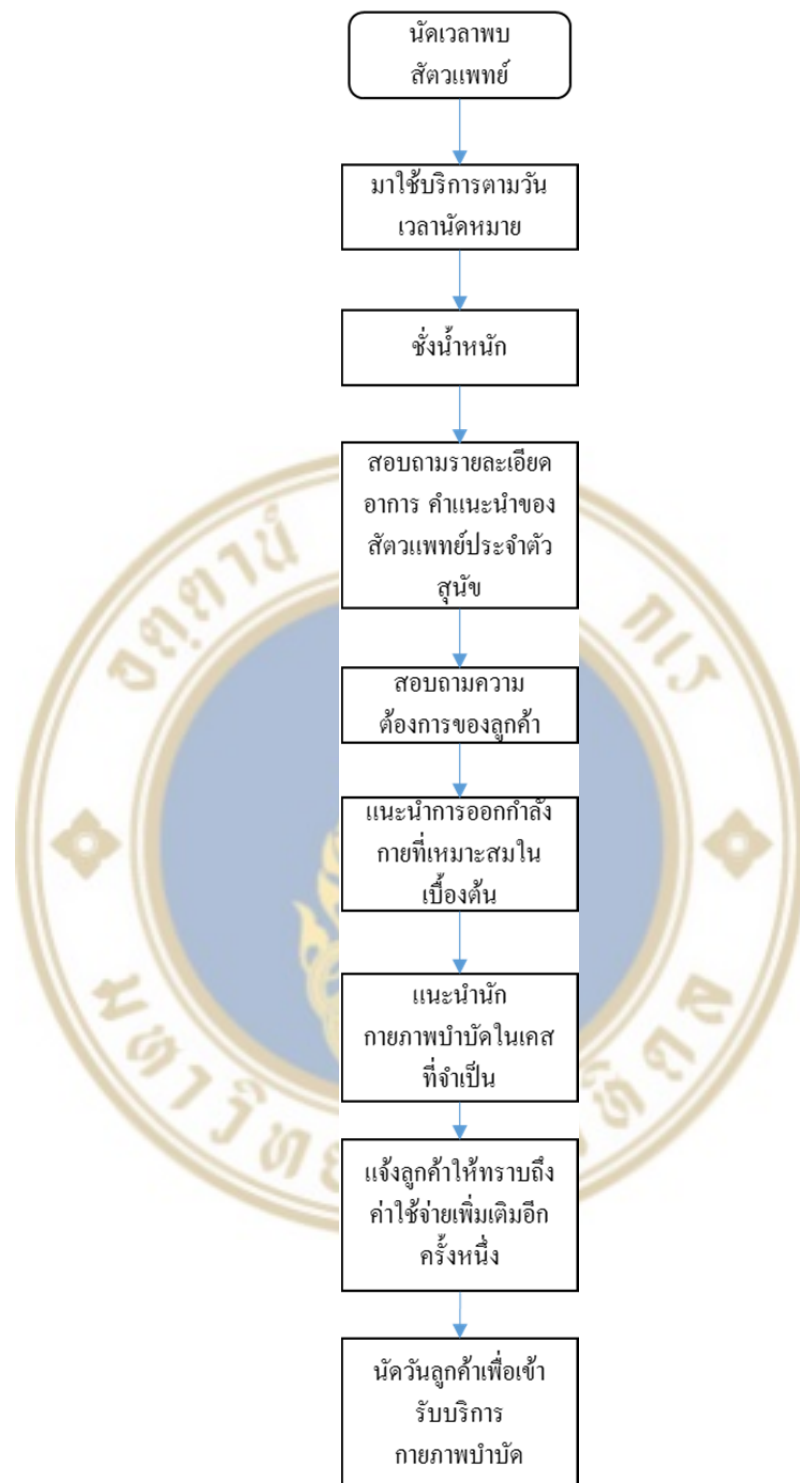 นัดเวลาพบ
สัตวแพทย์
มาใช้บริการตามวัน
เวลานัดหมาย
ชั่งน้ำหนัก
สอบถามรายละเอียด
อาการ คำแนะนำของ
สัตวแพทย์ประจำตัว
สุนัข
สอบถามความ
ต้องการของลูกค้า
แนะนำการออกกำลัง
กายที่เหมาะสมใน
เบื้องต้น
แนะนำนัก
กายภาพบำบัดในเคส
ที่จำเป็น
แจ้งลูกค้าให้ทราบถึง
ค่าใช้จ่ายเพิ่มเติมอีก
ครั้งหนึ่ง
นัดวันลูกค้าเพื่อเข้า
รับบริการ
กายภาพบำบัด